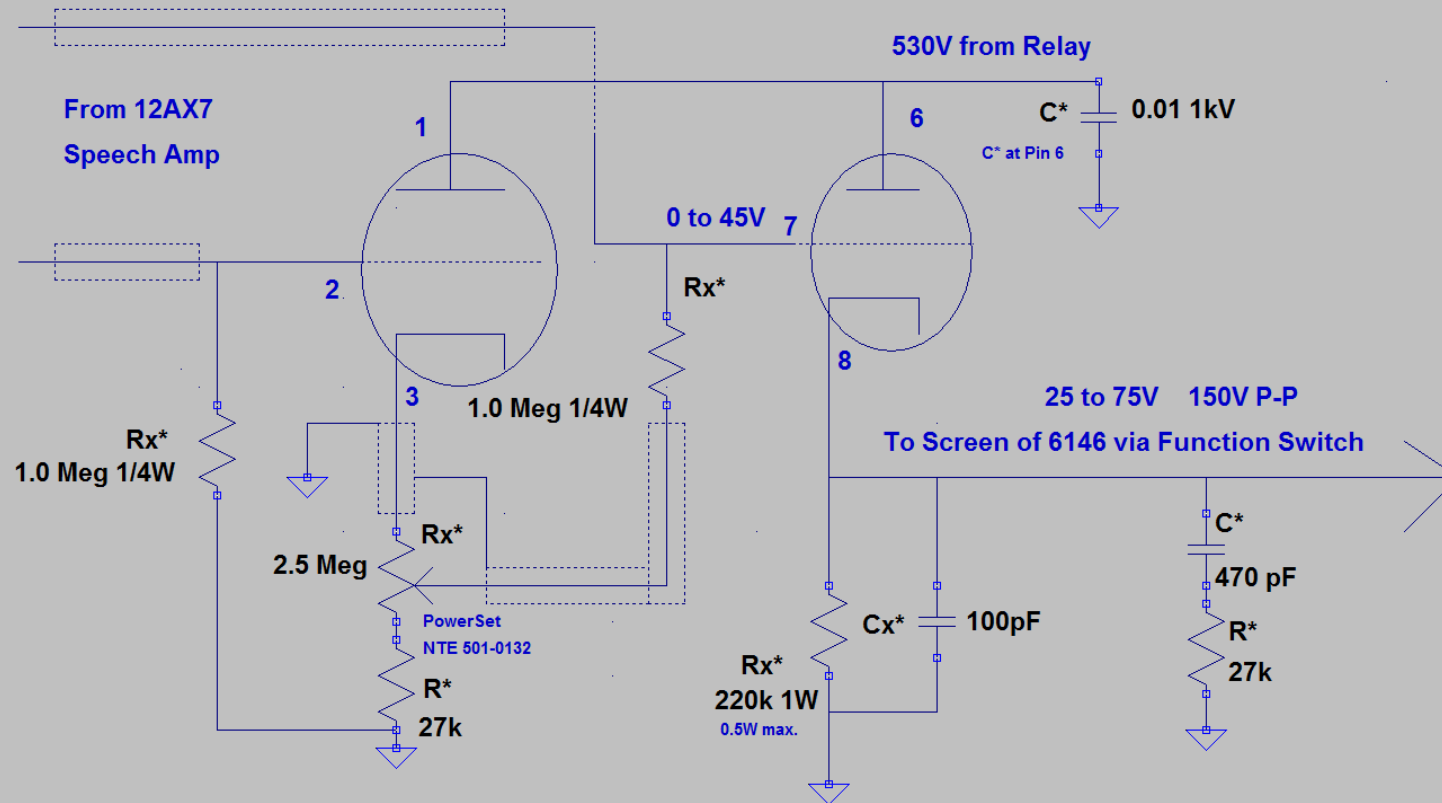 530V from Relay
From 12AX7
Speech Amp
1
6
C*
0.01 1kV
C* at Pin 6
2
0 to 45V
7
Rx*
8
3
1.0 Meg 1/4W
25 to 75V 150V P-P
To Screen of 6146 via Function Switch
Rx*
1.0 Meg 1/4W
Rx*
2.5 Meg
C*
470 pF
PowerSet
NTE 501-0132
Cx*
100pF
R*
27k
Rx*
220k 1W
0.5W max.
R*
27k